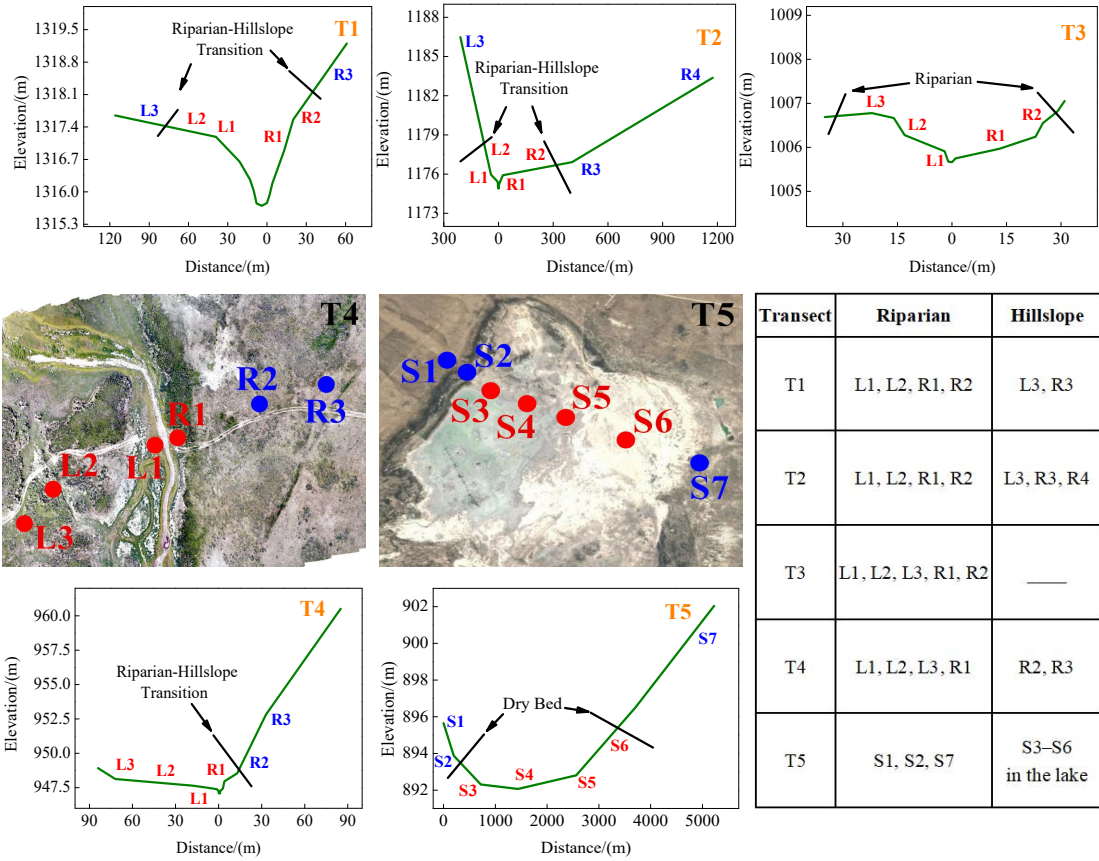 T1
Elevation/(m)
1319.5
1318.8
1318.1
1317.4
1316.7
1316.0
1315.3
Riparian-Hillslope
Transition
L3
L2
L1
R1
R2
R3
120 90 60 30 0 30 60
Distance/(m)
T2
Elevation/(m)
1188
1185
1182
1179
1176
1173
Riparian-Hillslope
Transition
L3
L2
L1
R1
R2
R3
R4
300 0 300 600 900 1200
Distance/(m)
T3
Elevation/(m)
1009
1008
1007
1006
1005
Riparian
L3
L2
L1
R1
R2
30 15 0 15 30
Distance/(m)
T4
R2
R3
R1
L1
L2
L3
T5
S1
S2
S3
S4
S5
S6
S7
Transect Riparian Hillslope
T1 L1, L2, R1, R2 L3, R3
T2 L1, L2, R1, R2 L3, R3, R4
T3 L1, L2, L3, R1, R2 ____
T4 L1, L2, L3, R1 R2, R3
T5 S1, S2, S7 S3–S6
in the lake
T4
Elevation/(m)
960.0
957.5
955.0
952.5
950.0
947.5
Riparian-Hillslope
Transition
L3
L2
L1
R1
R2
R3
90 60 30 0 30 60 90
Distance/(m)
T5
Elevation/(m)
902
900
898
896
894
892
Dry Bed
S1
S2
S3
S4
S5
S6
S7
0 1000 2000 3000 4000 5000
Distance/(m)